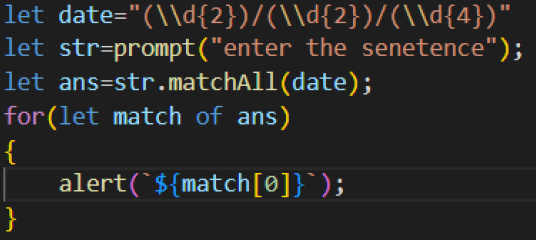 let date="(\\d{2})/(\\d{2})/(\\d{4})"
let str=prompt("enter the senetence");
let ans=str.matchAll(date);
for(let match of ans)
{
    alert(`${match[0]}`);
}